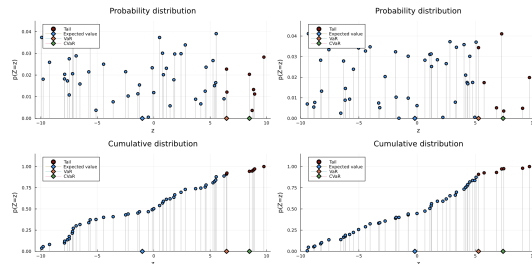 Probability distribution
Probability distribution
p(Z=z)
0.04
0.03
0.02
0.01
0.00
Tail
Expected value
VaR
CVaR
-10
-5
0
5
10
z
p(Z=z)
0.04
0.03
0.02
0.01
0.00
Tail
Expected value
VaR
CVaR
-10
-5
0
5
10
z
Cumulative distribution
Cumulative distribution
p(Z=z)
1.00
0.75
0.50
0.25
0.00
Tail
Expected value
VaR
CVaR
-10
-5
0
5
10
z
p(Z=z)
1.00
0.75
0.50
0.25
0.00
Tail
Expected value
VaR
CVaR
-10
-5
0
5
10
z